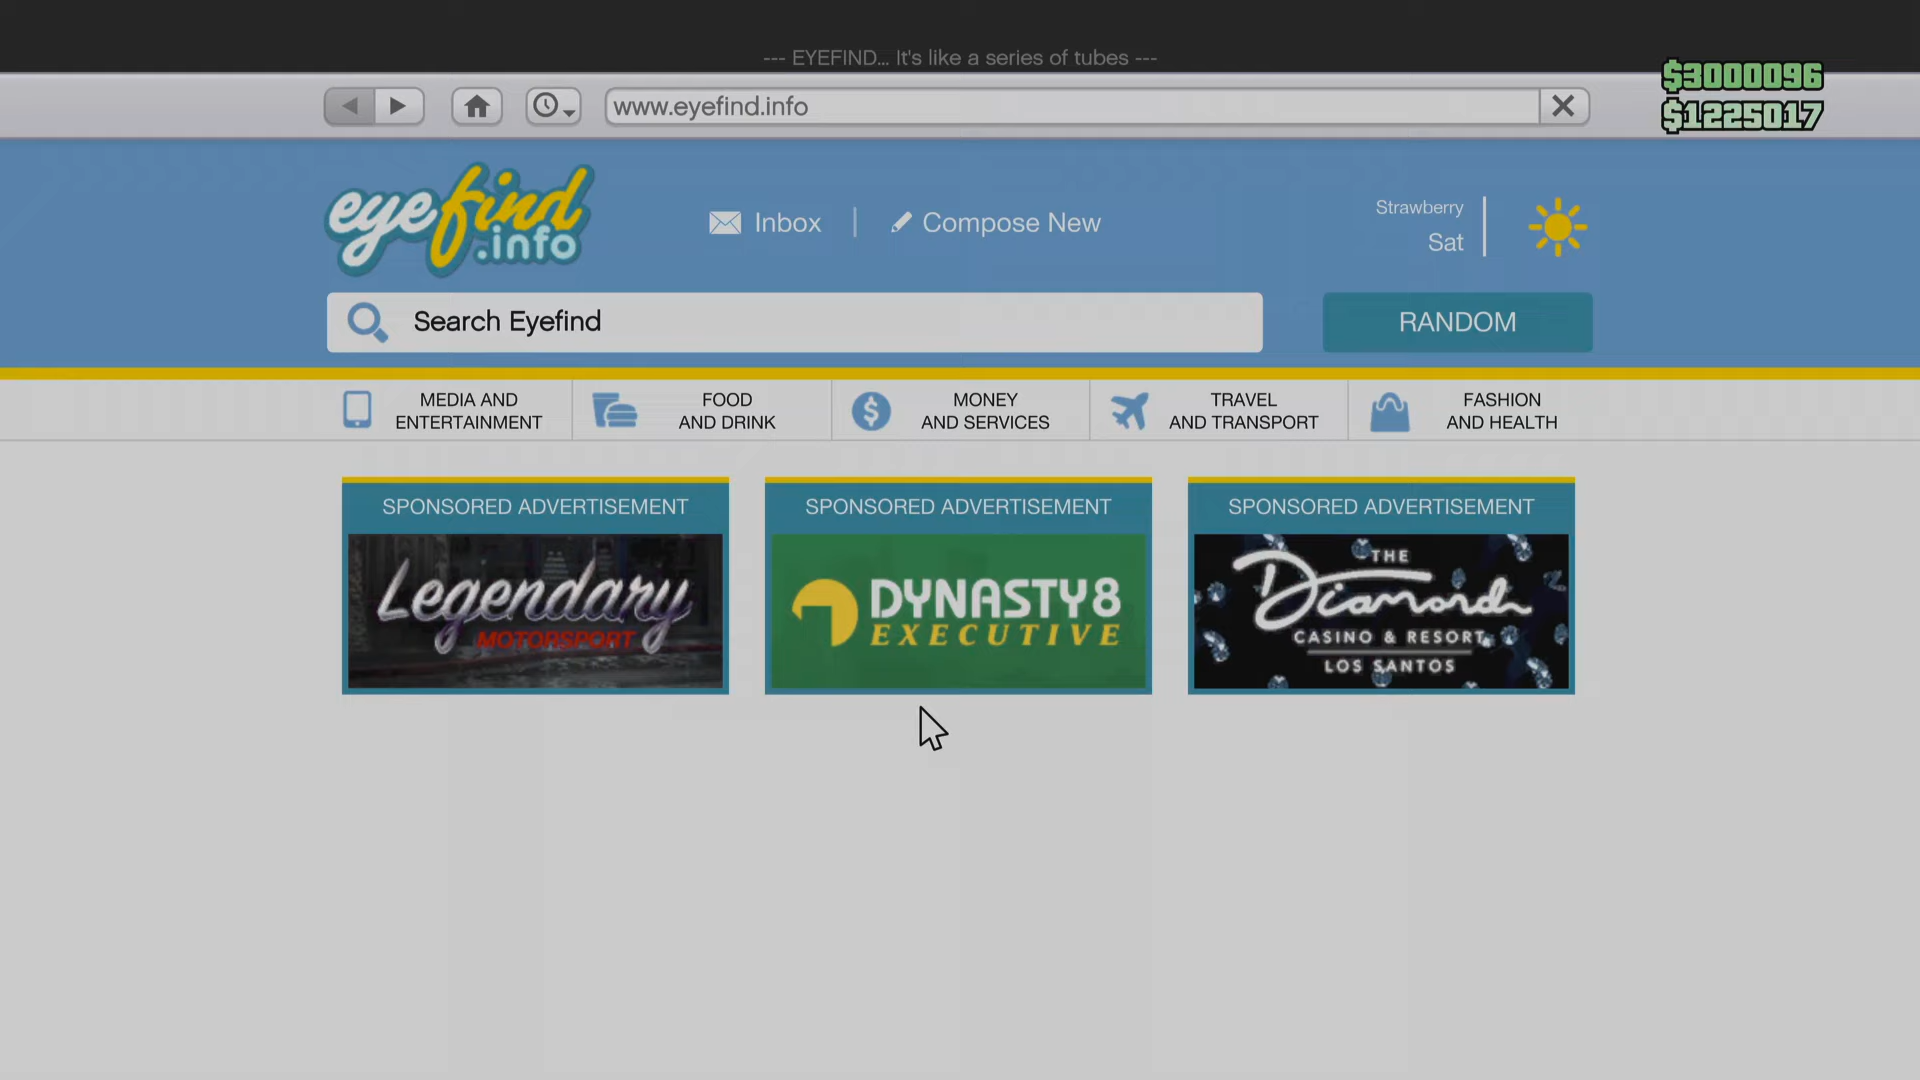 --- EYEFIND... It's like a series of tubes ---
$3000096
www.eyefind.info
$1225017
eyefind
.info
Inbox
Compose New
Strawberry
Sat
Search Eyefind
RANDOM
MEDIA AND
ENTERTAINMENT
FOOD
AND DRINK
MONEY
AND SERVICES
TRAVEL
AND TRANSPORT
FASHION
AND HEALTH
SPONSORED ADVERTISEMENT
Legendary
MOTORSPORT
SPONSORED ADVERTISEMENT
DYNASTY8
EXECUTIVE
SPONSORED ADVERTISEMENT
THE
Diamond
CASINO & RESORT
LOS SANTOS